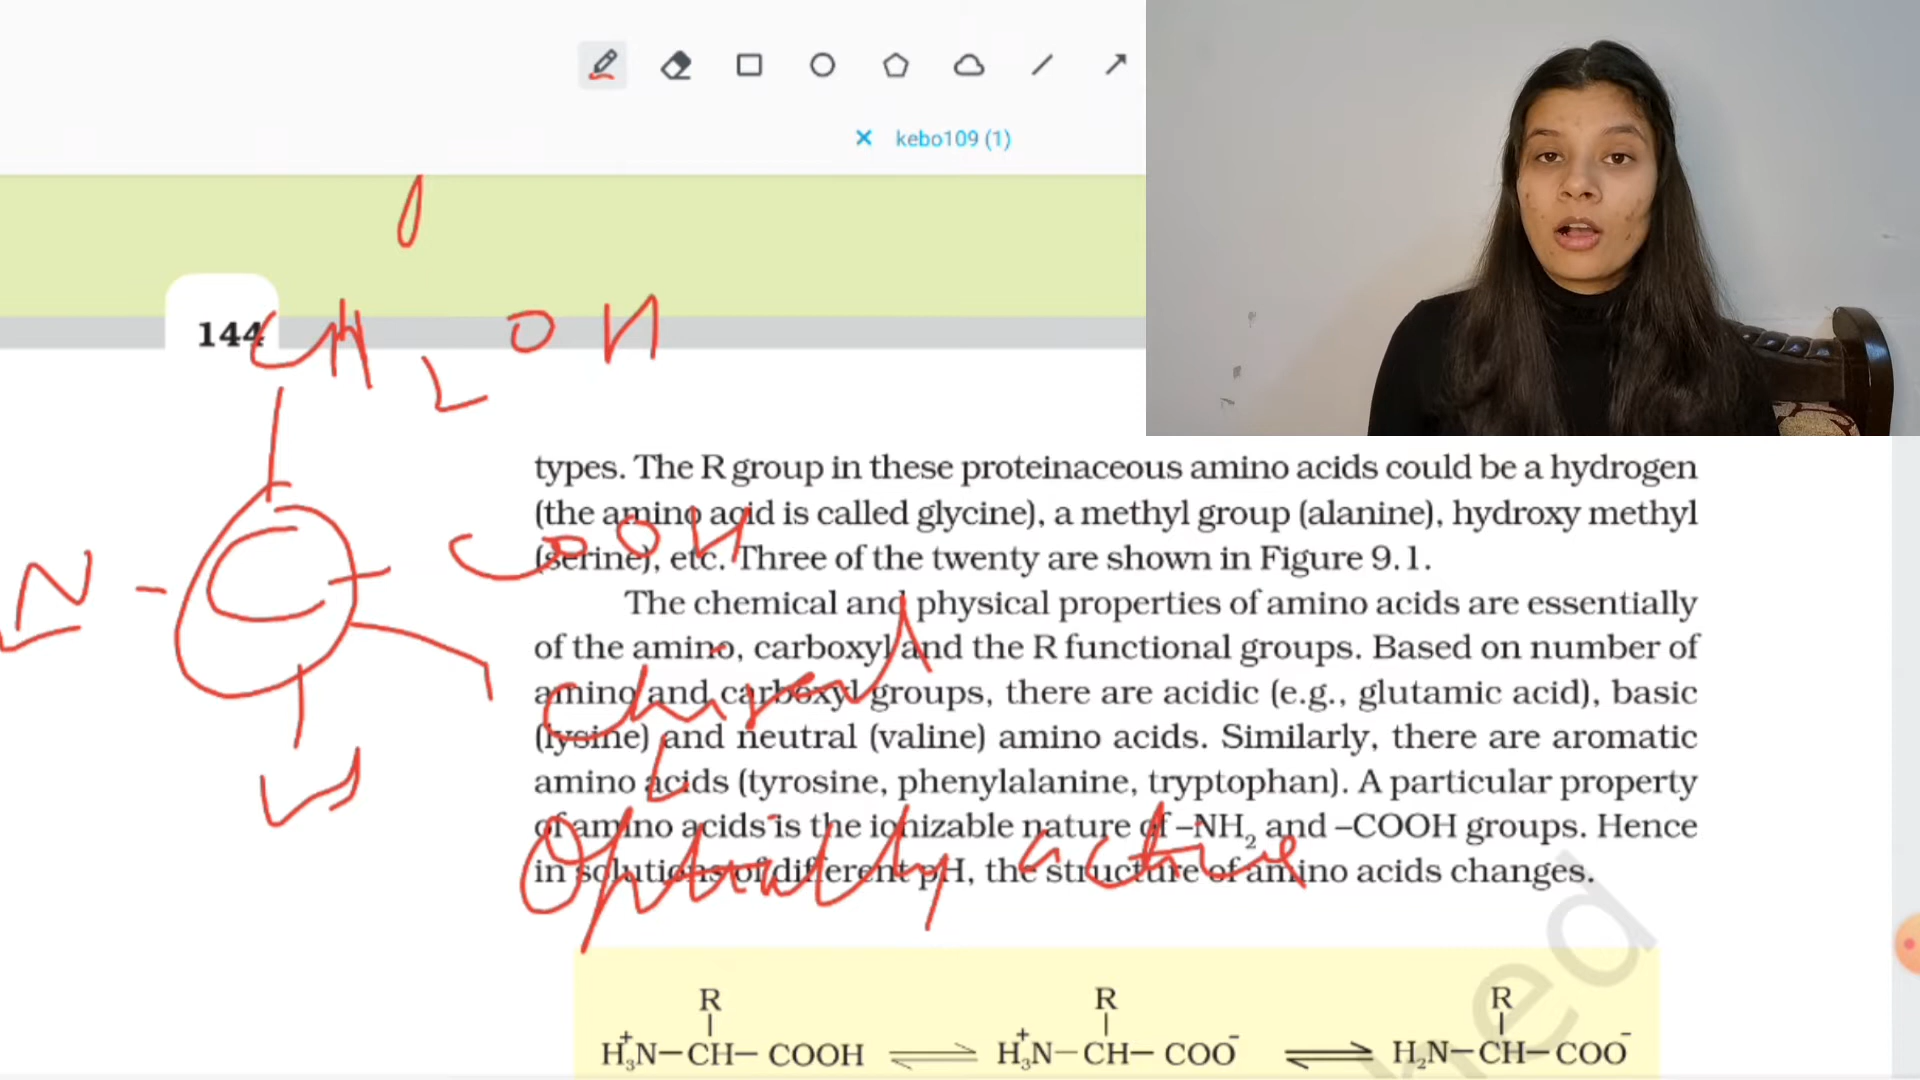 kebo109 (1)
144
CH2OH
N - C - COOH
H
types. The R group in these proteinaceous amino acids could be a hydrogen
(the amino acid is called glycine), a methyl group (alanine), hydroxy methyl
(serine), etc. Three of the twenty are shown in Figure 9.1.
The chemical and physical properties of amino acids are essentially
of the amino, carboxyl and the R functional groups. Based on number of
amino and carboxyl groups, there are acidic (e.g., glutamic acid), basic
(lysine) and neutral (valine) amino acids. Similarly, there are aromatic
amino acids (tyrosine, phenylalanine, tryptophan). A particular property
of amino acids is the ionizable nature of –NH₂ and –COOH groups. Hence
in solutions of different pH, the structure of amino acids changes.
Chiral
Optically active
R R R
H₃N⁺—CH— COOH ⇌ H₃N⁺—CH— COO⁻ ⇌ H₂N—CH—COO⁻
hed